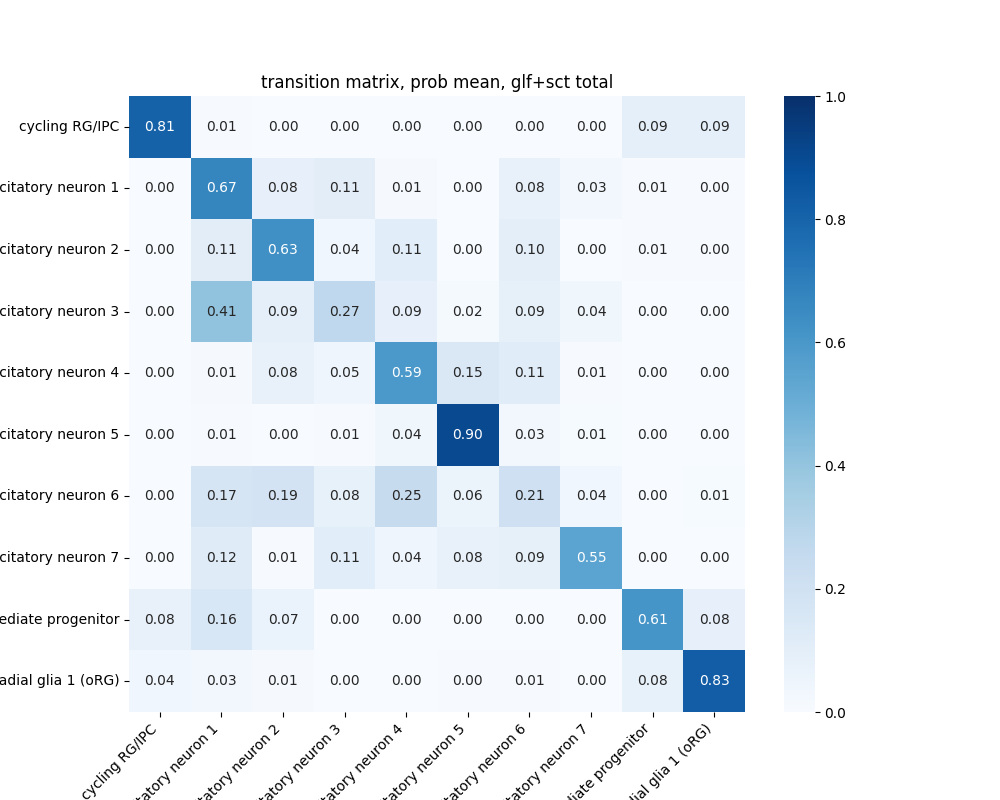 transition matrix, prob mean, glf+sct total
cycling RG/IPC 0.81 0.01 0.00 0.00 0.00 0.00 0.00 0.00 0.09 0.09
citatory neuron 1 0.00 0.67 0.08 0.11 0.01 0.00 0.08 0.03 0.01 0.00
citatory neuron 2 0.00 0.11 0.63 0.04 0.11 0.00 0.10 0.00 0.01 0.00
citatory neuron 3 0.00 0.41 0.09 0.27 0.09 0.02 0.09 0.04 0.00 0.00
citatory neuron 4 0.00 0.01 0.08 0.05 0.59 0.15 0.11 0.01 0.00 0.00
citatory neuron 5 0.00 0.01 0.00 0.01 0.04 0.90 0.03 0.01 0.00 0.00
citatory neuron 6 0.00 0.17 0.19 0.08 0.25 0.06 0.21 0.04 0.00 0.01
citatory neuron 7 0.00 0.12 0.01 0.11 0.04 0.08 0.09 0.55 0.00 0.00
ediate progenitor 0.08 0.16 0.07 0.00 0.00 0.00 0.00 0.00 0.61 0.08
adial glia 1 (oRG) 0.04 0.03 0.01 0.00 0.00 0.00 0.01 0.00 0.08 0.83
cycling RG/IPC
tatory neuron 1
tatory neuron 2
tatory neuron 3
tatory neuron 4
tatory neuron 5
tatory neuron 6
tatory neuron 7
diate progenitor
dial glia 1 (oRG)
1.0
0.8
0.6
0.4
0.2
0.0